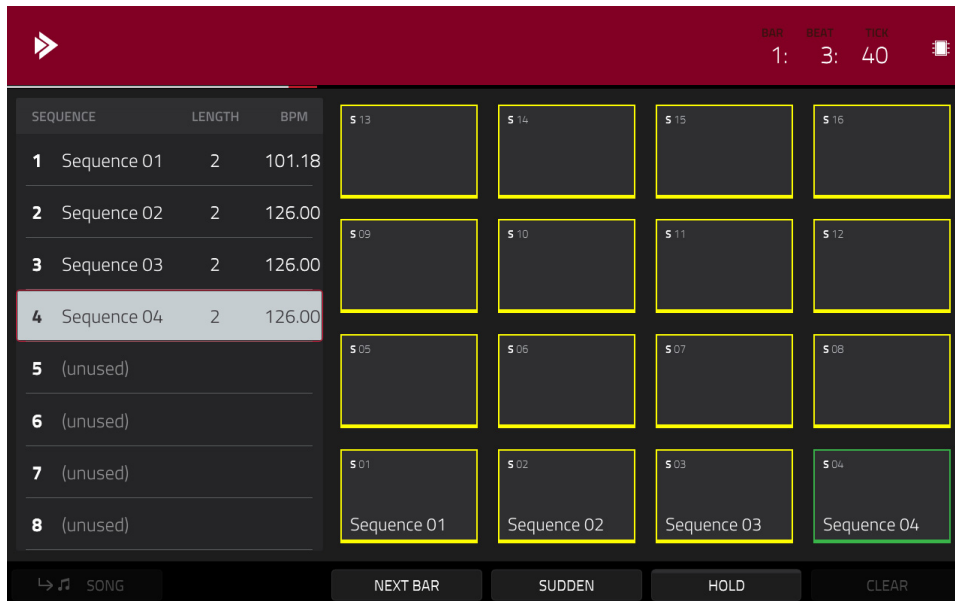 BAR BEAT TICK
1: 3: 40
SEQUENCE LENGTH BPM
1 Sequence 01 2 101.18
2 Sequence 02 2 126.00
3 Sequence 03 2 126.00
4 Sequence 04 2 126.00
5 (unused)
6 (unused)
7 (unused)
8 (unused)
S 13 S 14 S 15 S 16
S 09 S 10 S 11 S 12
S 05 S 06 S 07 S 08
S 01 S 02 S 03 S 04
Sequence 01 Sequence 02 Sequence 03 Sequence 04
SONG NEXT BAR SUDDEN HOLD CLEAR